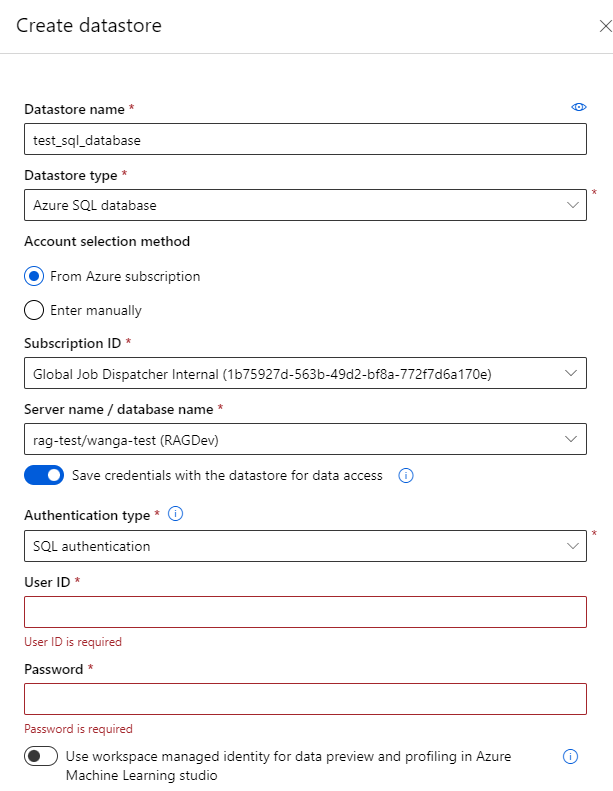 Create datastore
Datastore name *
test_sql_database
Datastore type *
Azure SQL database
*
Account selection method
From Azure subscription
Enter manually
Subscription ID *
Global Job Dispatcher Internal (1b75927d-563b-49d2-bf8a-772f7d6a170e)
Server name / database name *
rag-test/wanga-test (RAGDev)
Save credentials with the datastore for data access
Authentication type *
SQL authentication
*
User ID *
User ID is required
Password *
Password is required
Use workspace managed identity for data preview and profiling in Azure
Machine Learning studio